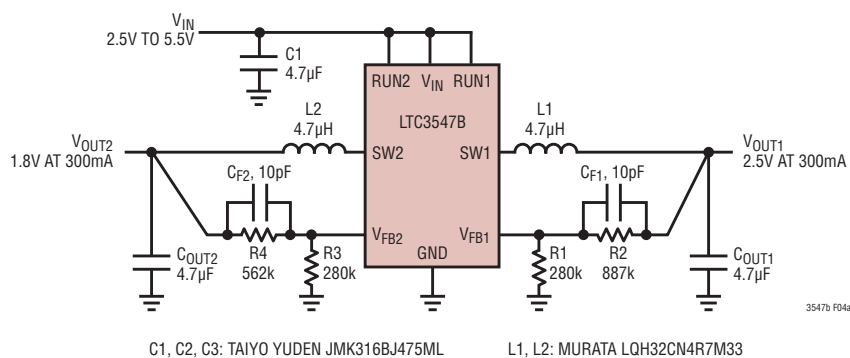 VIN
2.5V TO 5.5V
C1
4.7µF
RUN2 VIN RUN1
LTC3547B
L2
4.7µH
L1
4.7µH
VOUT2
1.8V AT 300mA
SW2
SW1
VOUT1
2.5V AT 300mA
CF2, 10pF
CF1, 10pF
VFB2
VFB1
GND
COUT2
4.7µF
R4
562k
R3
280k
R1
280k
R2
887k
COUT1
4.7µF
3547b F04a
C1, C2, C3: TAIYO YUDEN JMK316BJ475ML
L1, L2: MURATA LQH32CN4R7M33